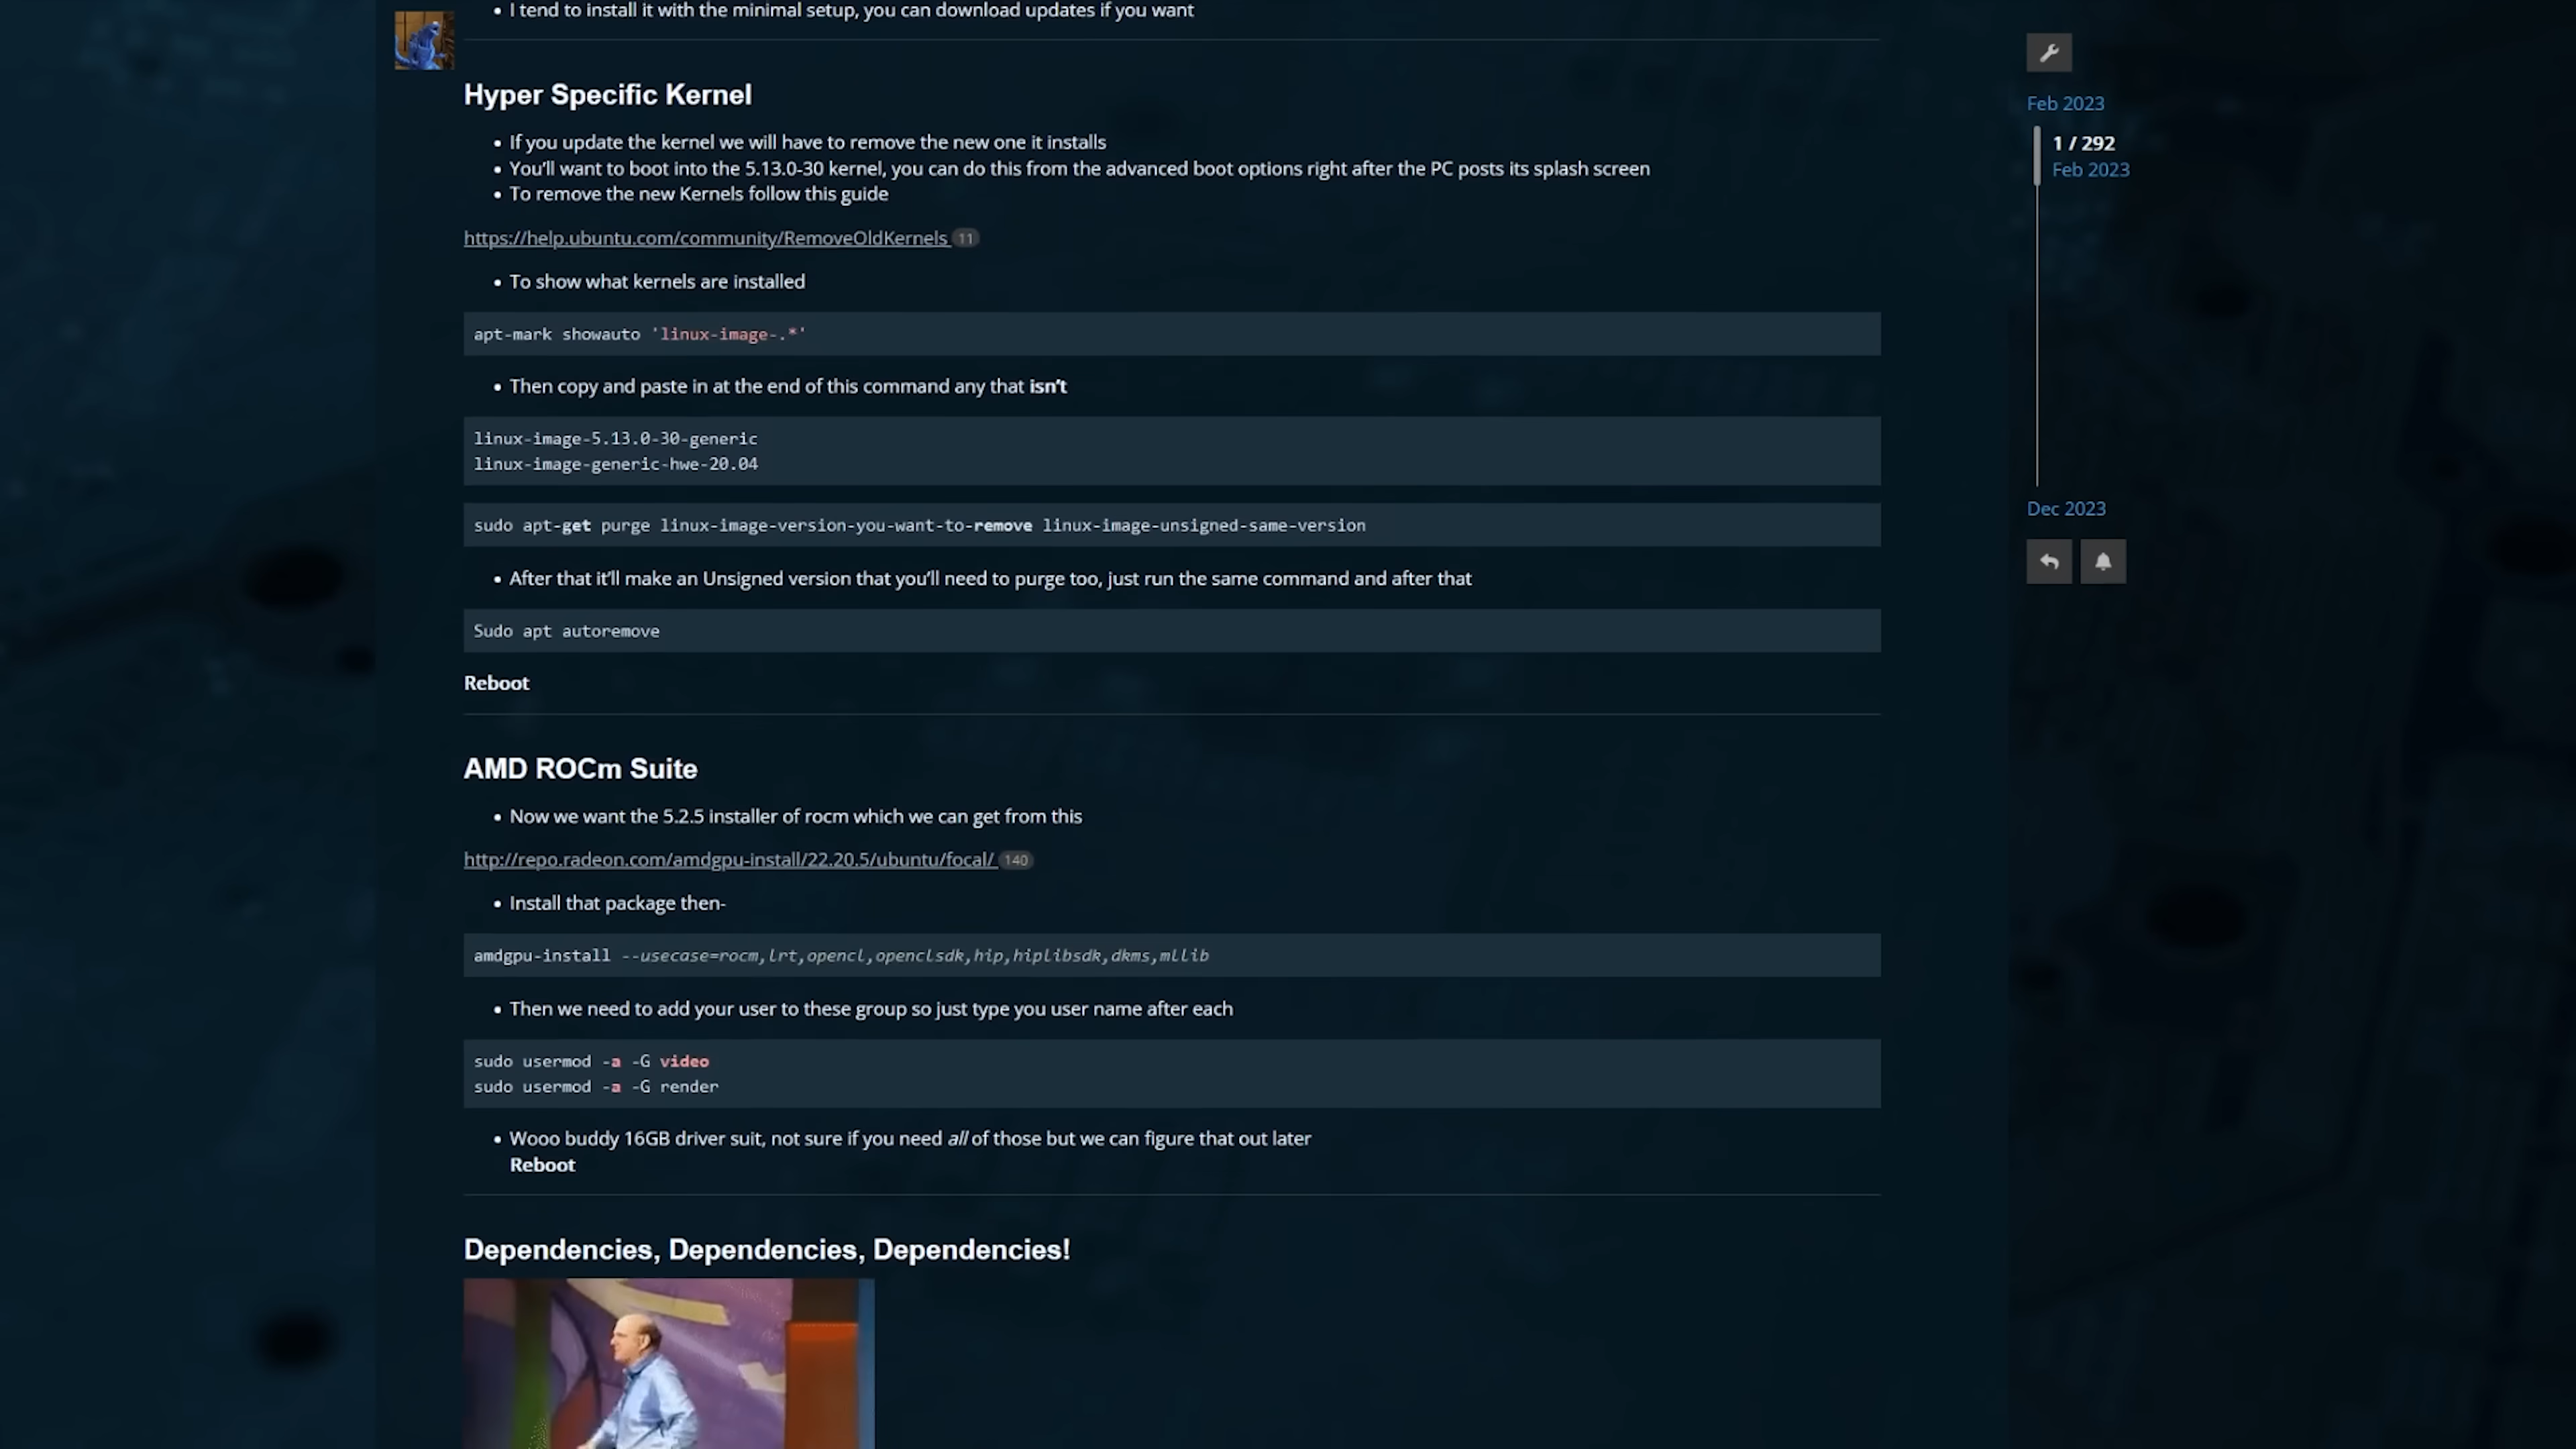 I tend to install it with the minimal setup, you can download updates if you want
Hyper Specific Kernel
If you update the kernel we will have to remove the new one it installs
You'll want to boot into the 5.13.0-30 kernel, you can do this from the advanced boot options right after the PC posts its splash screen
To remove the new Kernels follow this guide
https://help.ubuntu.com/community/RemoveOldKernels 11
To show what kernels are installed
apt-mark showauto 'linux-image-.*'
Then copy and paste in at the end of this command any that isn't
linux-image-5.13.0-30-generic
linux-image-generic-hwe-20.04
sudo apt-get purge linux-image-version-you-want-to-remove linux-image-unsigned-same-version
After that it'll make an Unsigned version that you'll need to purge too, just run the same command and after that
Sudo apt autoremove
Reboot
AMD ROCm Suite
Now we want the 5.2.5 installer of rocm which we can get from this
http://repo.radeon.com/amdgpu-install/22.20.5/ubuntu/focal/ 140
Install that package then-
amdgpu-install --usecase=rocm,lrt,opencl,openclsdk,hip,hiplibsdk,dkms,mllib
Then we need to add your user to these group so just type you user name after each
sudo usermod -a -G video
sudo usermod -a -G render
Wooo buddy 16GB driver suit, not sure if you need all of those but we can figure that out later
Reboot
Dependencies, Dependencies, Dependencies!
Feb 2023
1 / 292
Feb 2023
Dec 2023